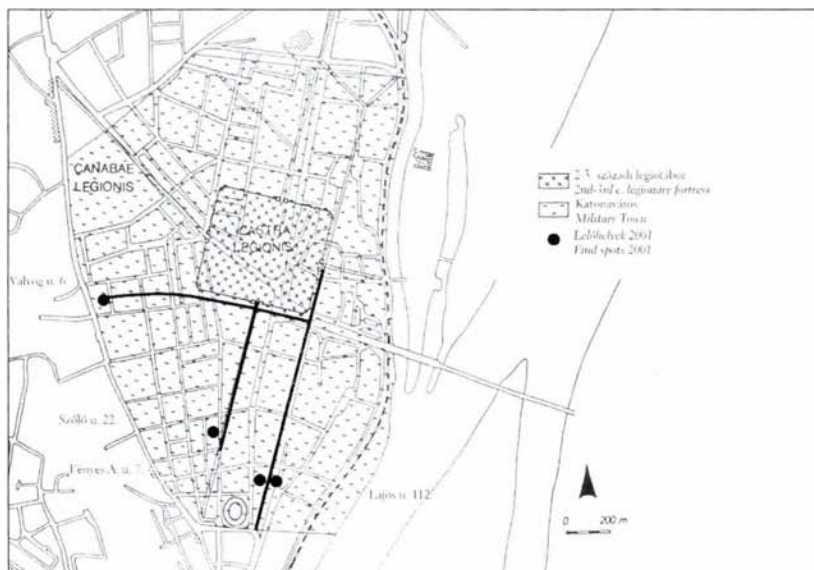 CANABAE
LEGIONIS
CASTRA
LEGIONIS
2-3. századi legiotábor
2nd-3rd c. legionary fortress
Katonaváros
Military Town
Lelőhelyek 2001
Find spots 2001
u. 6.
Szőlő u. 22.
Fényes A. u. 7.
Lajos u. 112.
0 200 m